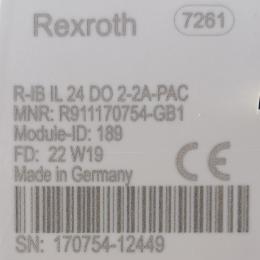 Rexroth 7261
R-IB IL 24 DO 2-2A-PAC
MNR: R911170754-GB1
Module-ID: 189
FD: 22 W19
Made in Germany CE
SN: 170754-12449